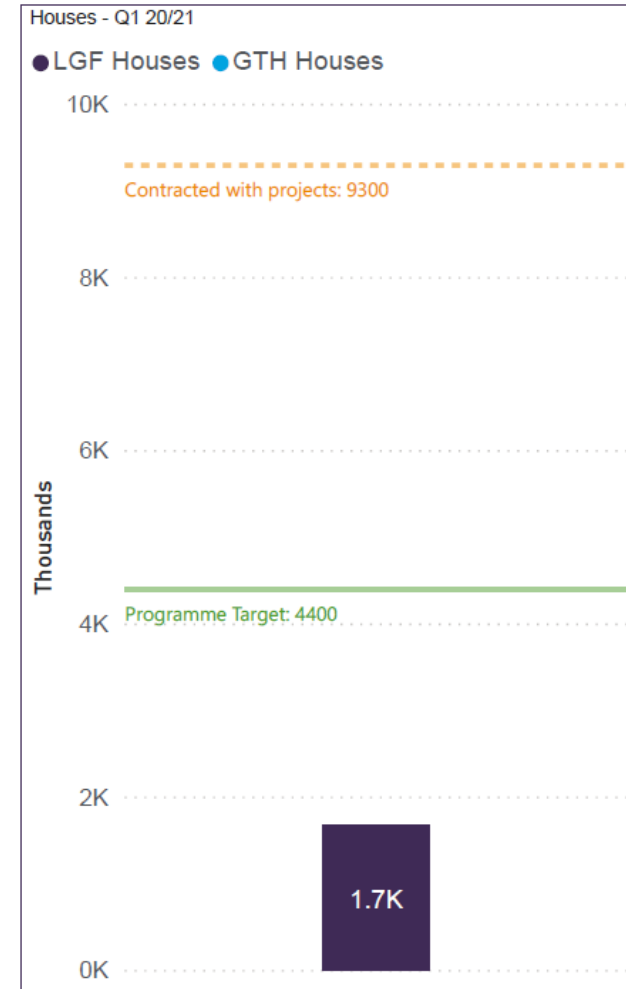 Houses - Q1 20/21
LGF Houses GTH Houses
10K
Contracted with projects: 9300
8K
6K
Thousands
Programme Target: 4400
4K
2K
1.7K
0K